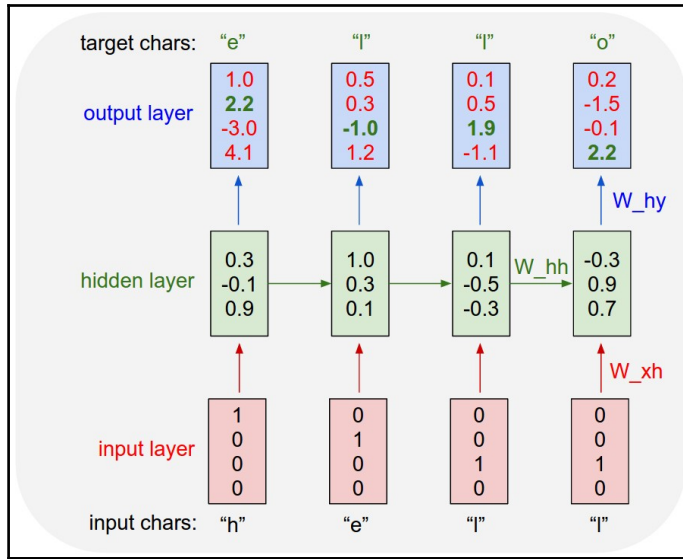 target chars: “e” “l” “l” “o”
1.0 0.5 0.1 0.2
2.2 0.3 0.5 -1.5
output layer
-3.0 -1.0 1.9 -0.1
4.1 1.2 -1.1 2.2
W_hy
0.3 1.0 0.1 -0.3
W_hh
hidden layer -0.1 0.3 -0.5 0.9
0.9 0.1 -0.3 0.7
W_xh
1 0 0 0
0 1 0 0
input layer
0 0 1 1
0 0 0 0
input chars: “h” “e” “l” “l”